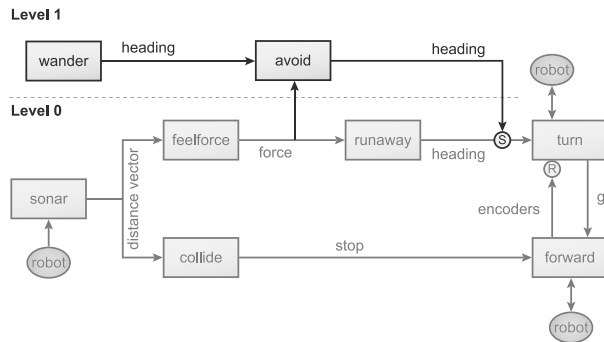 Level 1
heading
heading
wander
avoid
robot
Level 0
feelforce
force
runaway
heading
S
turn
distance vector
sonar
R
encoders
g
robot
collide
stop
forward
robot